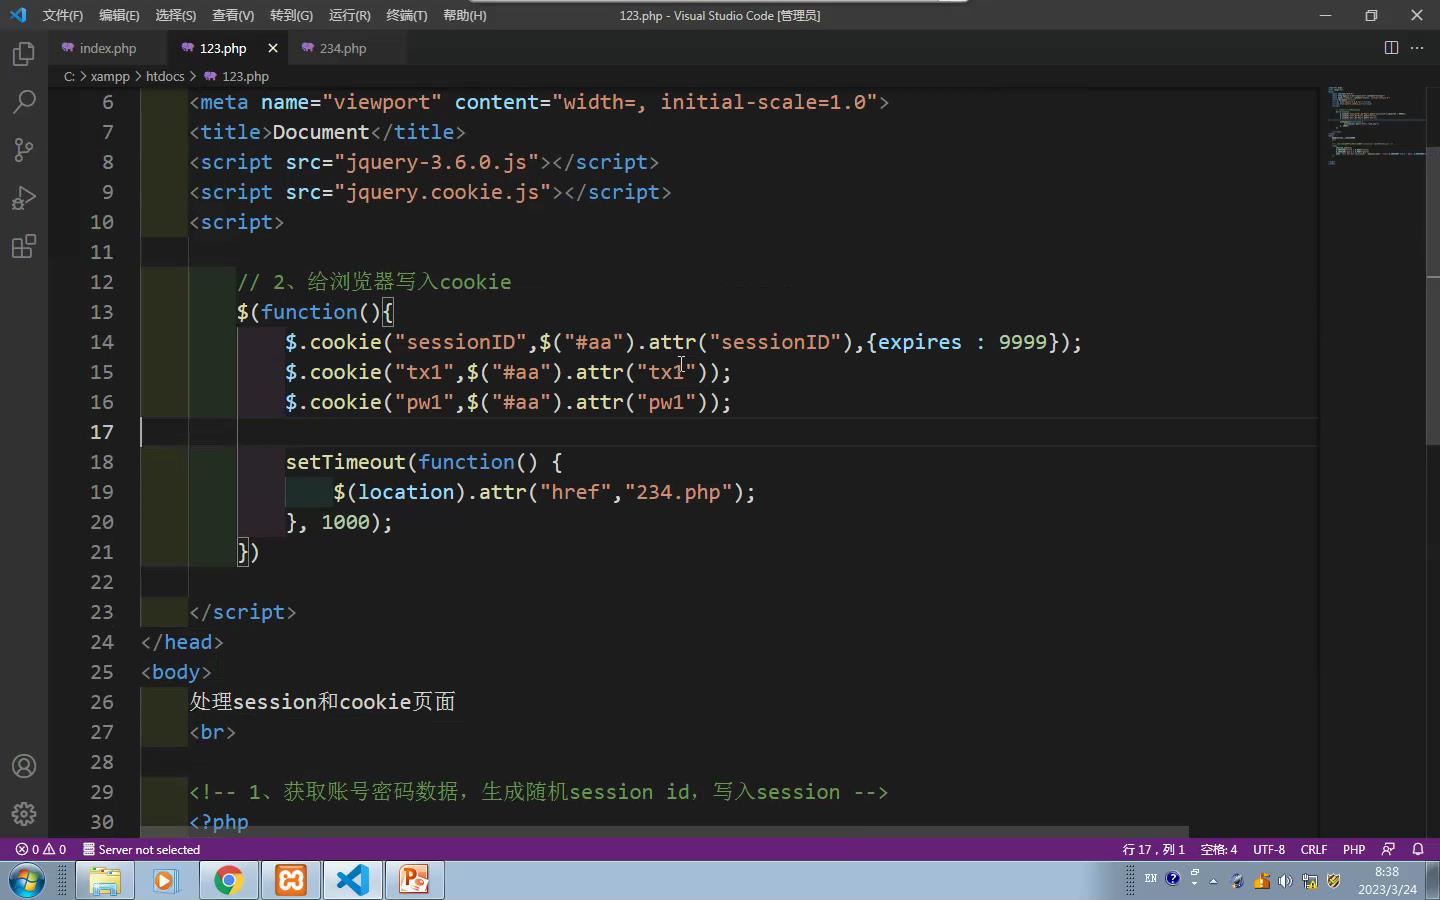 文件(F) 编辑(E) 选择(S) 查看(V) 转到(G) 运行(R) 终端(T) 帮助(H) 123.php - Visual Studio Code [管理员]
index.php 123.php 234.php
C: > xampp > htdocs > 123.php
6 <meta name="viewport" content="width=, initial-scale=1.0">
7 <title>Document</title>
8 <script src="jquery-3.6.0.js"></script>
9 <script src="jquery.cookie.js"></script>
10 <script>
11
12 // 2、给浏览器写入cookie
13 $(function(){
14 $.cookie("sessionID",$("#aa").attr("sessionID"),{expires : 9999});
15 $.cookie("tx1",$("#aa").attr("tx1"));
16 $.cookie("pw1",$("#aa").attr("pw1"));
17
18 setTimeout(function() {
19 $(location).attr("href","234.php");
20 }, 1000);
21 })
22
23 </script>
24 </head>
25 <body>
26 处理session和cookie页面
27 <br>
28
29 <!-- 1、获取账号密码数据，生成随机session id，写入session -->
30 <?php
0 0 Server not selected 行 17，列 1 空格: 4 UTF-8 CRLF PHP
EN 8:38
2023/3/24